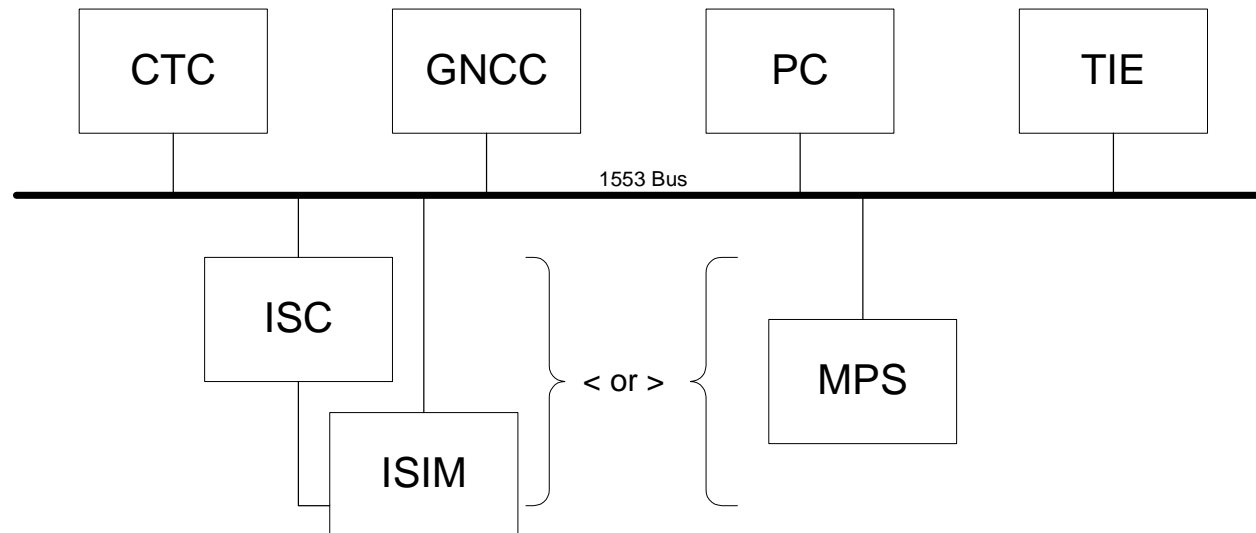 CTC
GNCC
PC
TIE
1553 Bus
ISC
< or >
MPS
ISIM